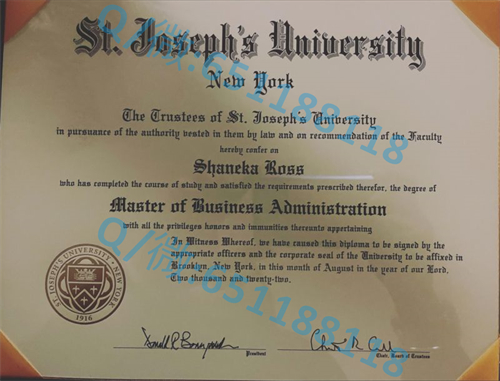 St. Joseph's University
New York
The Trustees of St. Joseph's University
in pursuance of the authority vested in them by law and on recommendation of the Faculty
hereby confer on
Shaneka Ross
who has completed the course of study and satisfied the requirements prescribed therefor, the degree of
Master of Business Administration
with all the privileges honors and immunities thereunto appertaining
In Witness Whereof, we have caused this diploma to be signed by the
appropriate officers and the corporate seal of the University to be affixed in
Brooklyn, New York, in this month of August in the year of our Lord,
Two thousand and twenty-two.
ST. JOSEPH'S UNIVERSITY · NEW YORK
1916
President
Chair, Board of Trustees
Q/微:651188118
Q/微:651188118